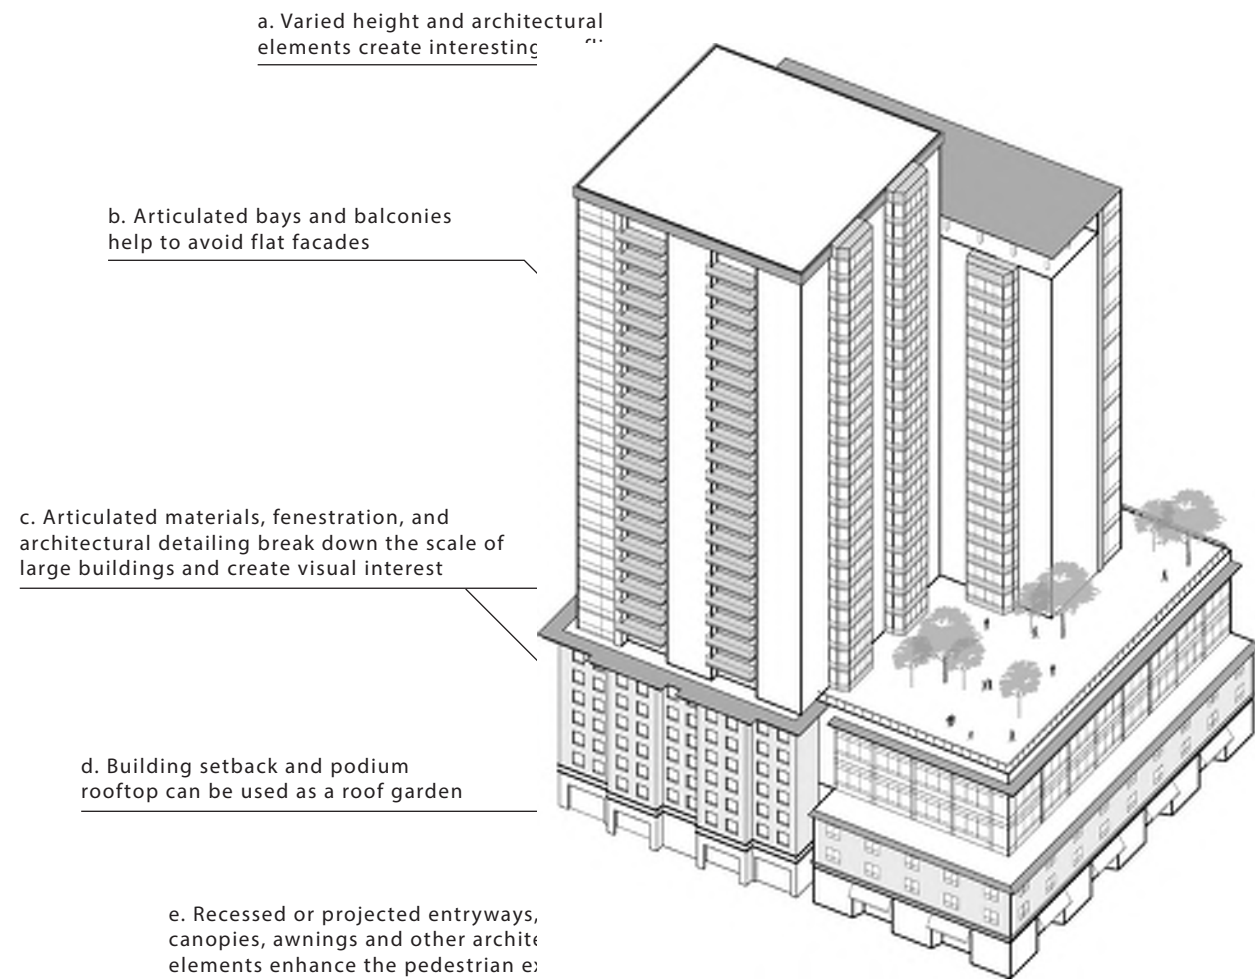 a. Varied height and architectural
elements create interesting
b. Articulated bays and balconies
help to avoid flat facades
c. Articulated materials, fenestration, and
architectural detailing break down the scale of
large buildings and create visual interest
d. Building setback and podium
rooftop can be used as a roof garden
e. Recessed or projected entryways,
canopies, awnings and other
elements enhance the pedestrian